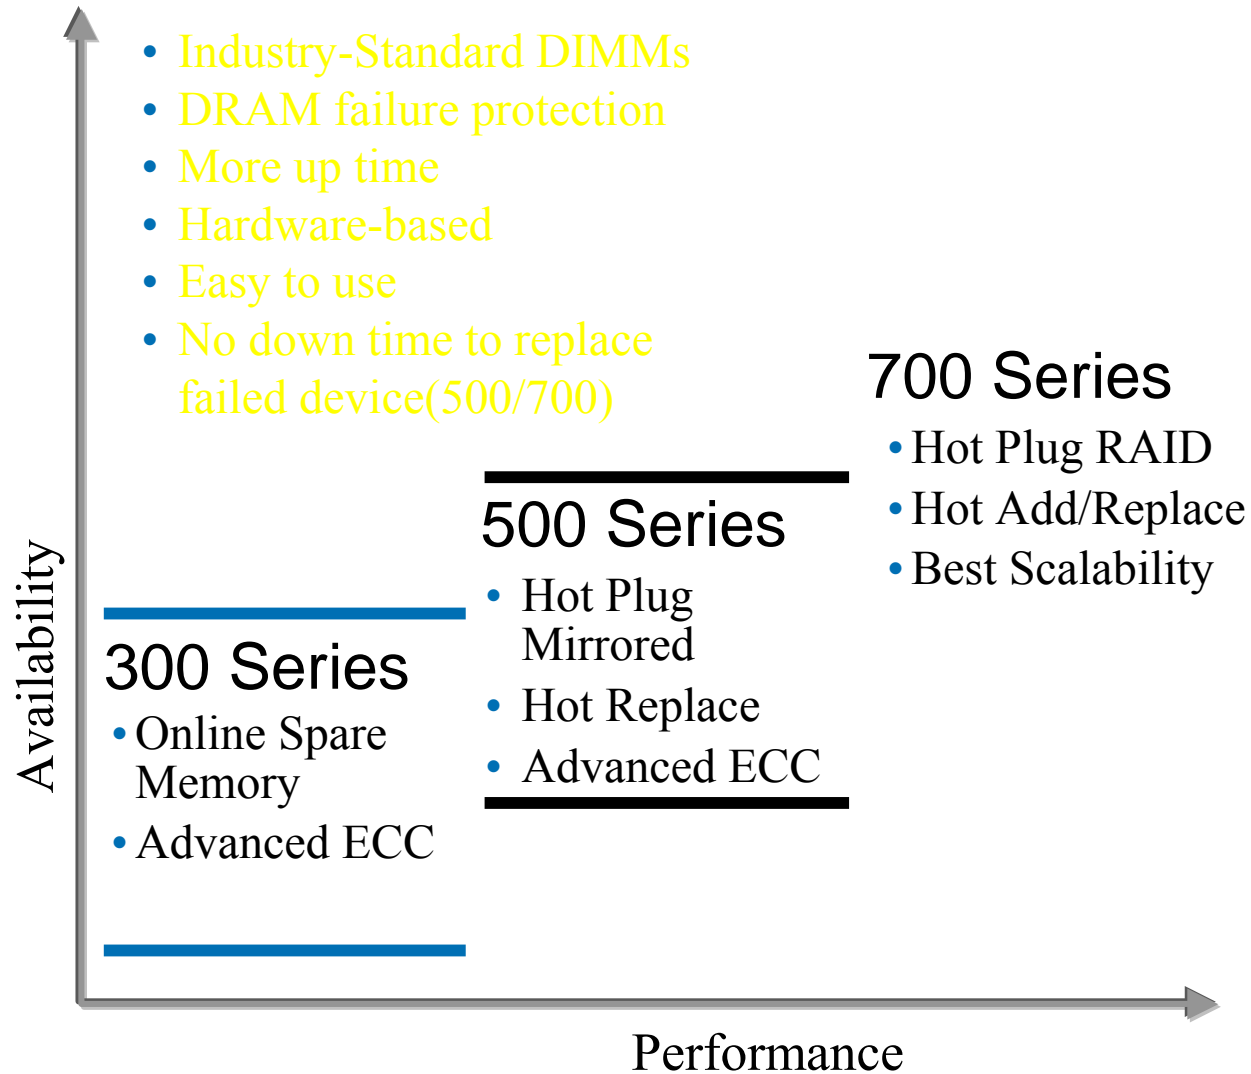 • Industry-Standard DIMMs
• DRAM failure protection
• More up time
• Hardware-based
• Easy to use
• No down time to replace
failed device(500/700)
700 Series
• Hot Plug RAID
• Hot Add/Replace
• Best Scalability
500 Series
• Hot Plug
Mirrored
• Hot Replace
• Advanced ECC
300 Series
• Online Spare
Memory
• Advanced ECC
Availability
Performance